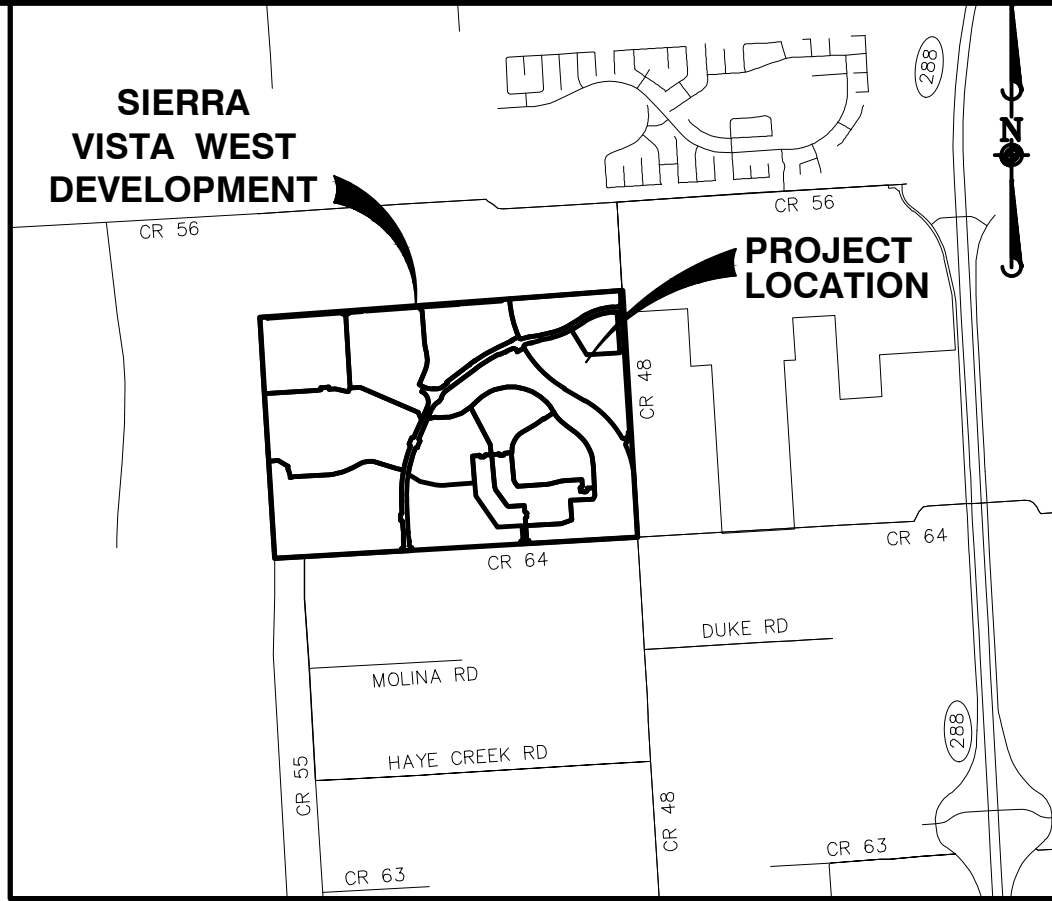 SIERRA
VISTA WEST
DEVELOPMENT
288
N
CR 56
CR 56
PROJECT
LOCATION
CR 48
CR 64
CR 64
DUKE RD
MOLINA RD
HAYE CREEK RD
288
CR 55
CR 48
CR 63
CR 63